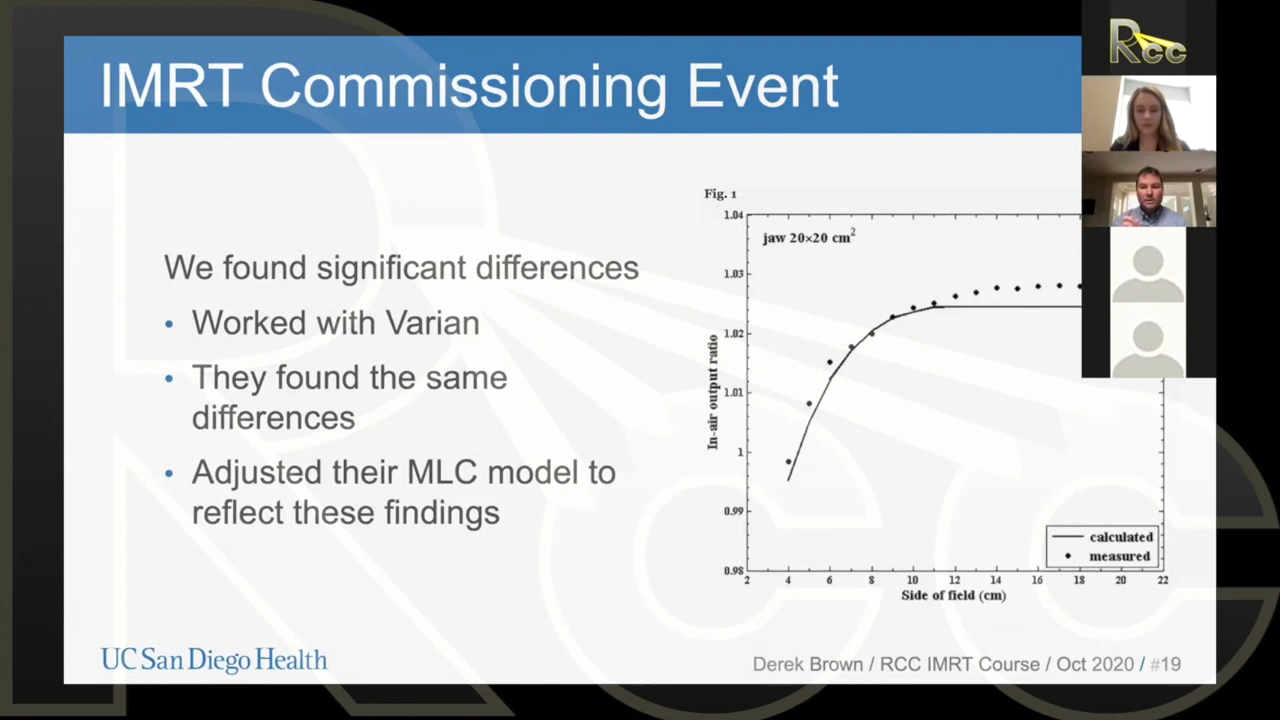 IMRT Commissioning Event
Rcc
We found significant differences
• Worked with Varian
• They found the same
differences
• Adjusted their MLC model to
reflect these findings
Fig. 1
jaw 20×20 cm²
1.04
1.03
1.02
1.01
1
0.99
0.98
In-air output ratio
2 4 6 8 10 12 14 16 18 20 22
Side of field (cm)
calculated
measured
UC San Diego Health
Derek Brown / RCC IMRT Course / Oct 2020 / #19